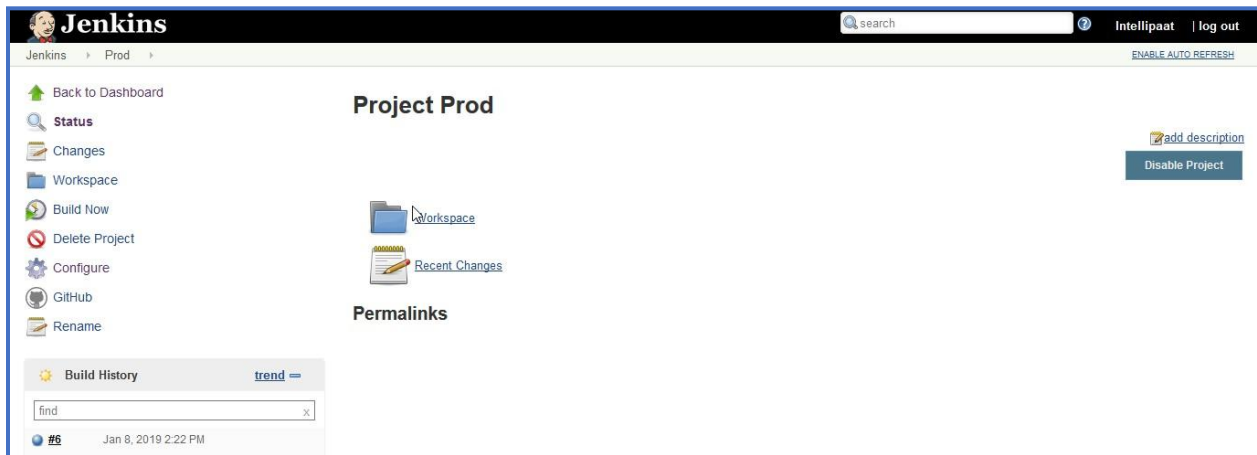 Jenkins
search
Intellipaat | log out
Jenkins Prod
ENABLE AUTO REFRESH
Back to Dashboard
Status
Changes
Workspace
Build Now
Delete Project
Configure
GitHub
Rename
Project Prod
add description
Disable Project
Workspace
Recent Changes
Permalinks
Build History trend
find x
#6 Jan 8, 2019 2:22 PM